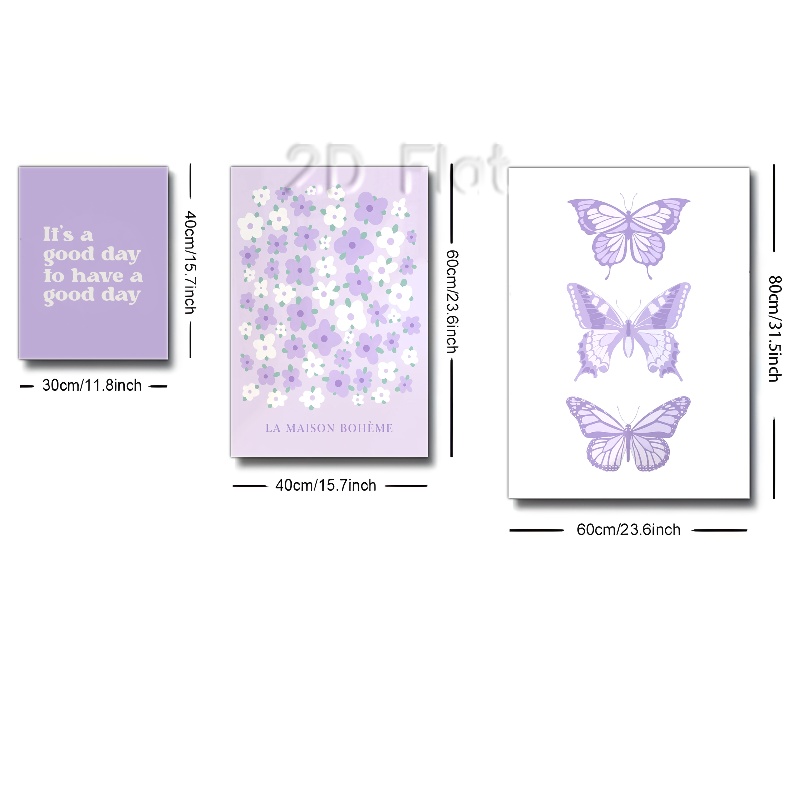 2D Flat
It's a
good day
to have a
good day
40cm/15.7inch
30cm/11.8inch
LA MAISON BOHÈME
60cm/23.6inch
40cm/15.7inch
80cm/31.5inch
60cm/23.6inch